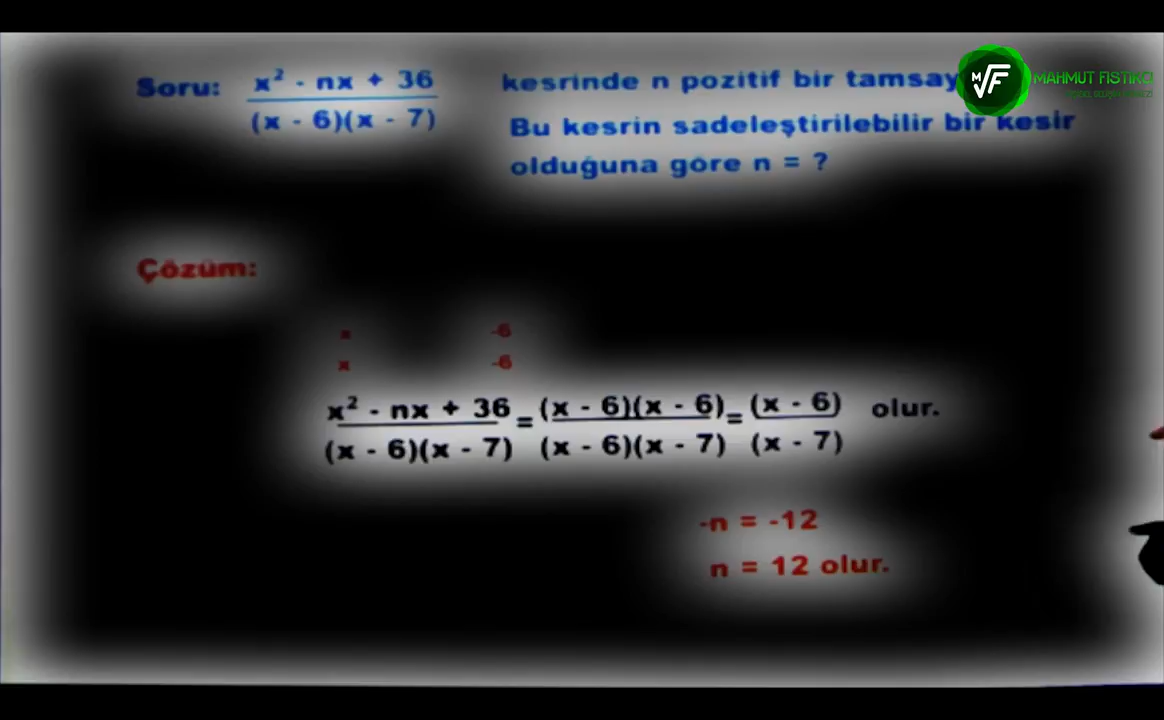 Soru: x² - nx + 36 kesrinde n pozitif bir tamsay
(x - 6)(x - 7) Bu kesrin sadeleştirilebilir bir kesir
olduğuna göre n = ?
MAHMUT FISTIKCI
Çözüm:
x -6
x -6
x² - nx + 36 = (x - 6)(x - 6) = (x - 6) olur.
(x - 6)(x - 7) (x - 6)(x - 7) (x - 7)
-n = -12
n = 12 olur.